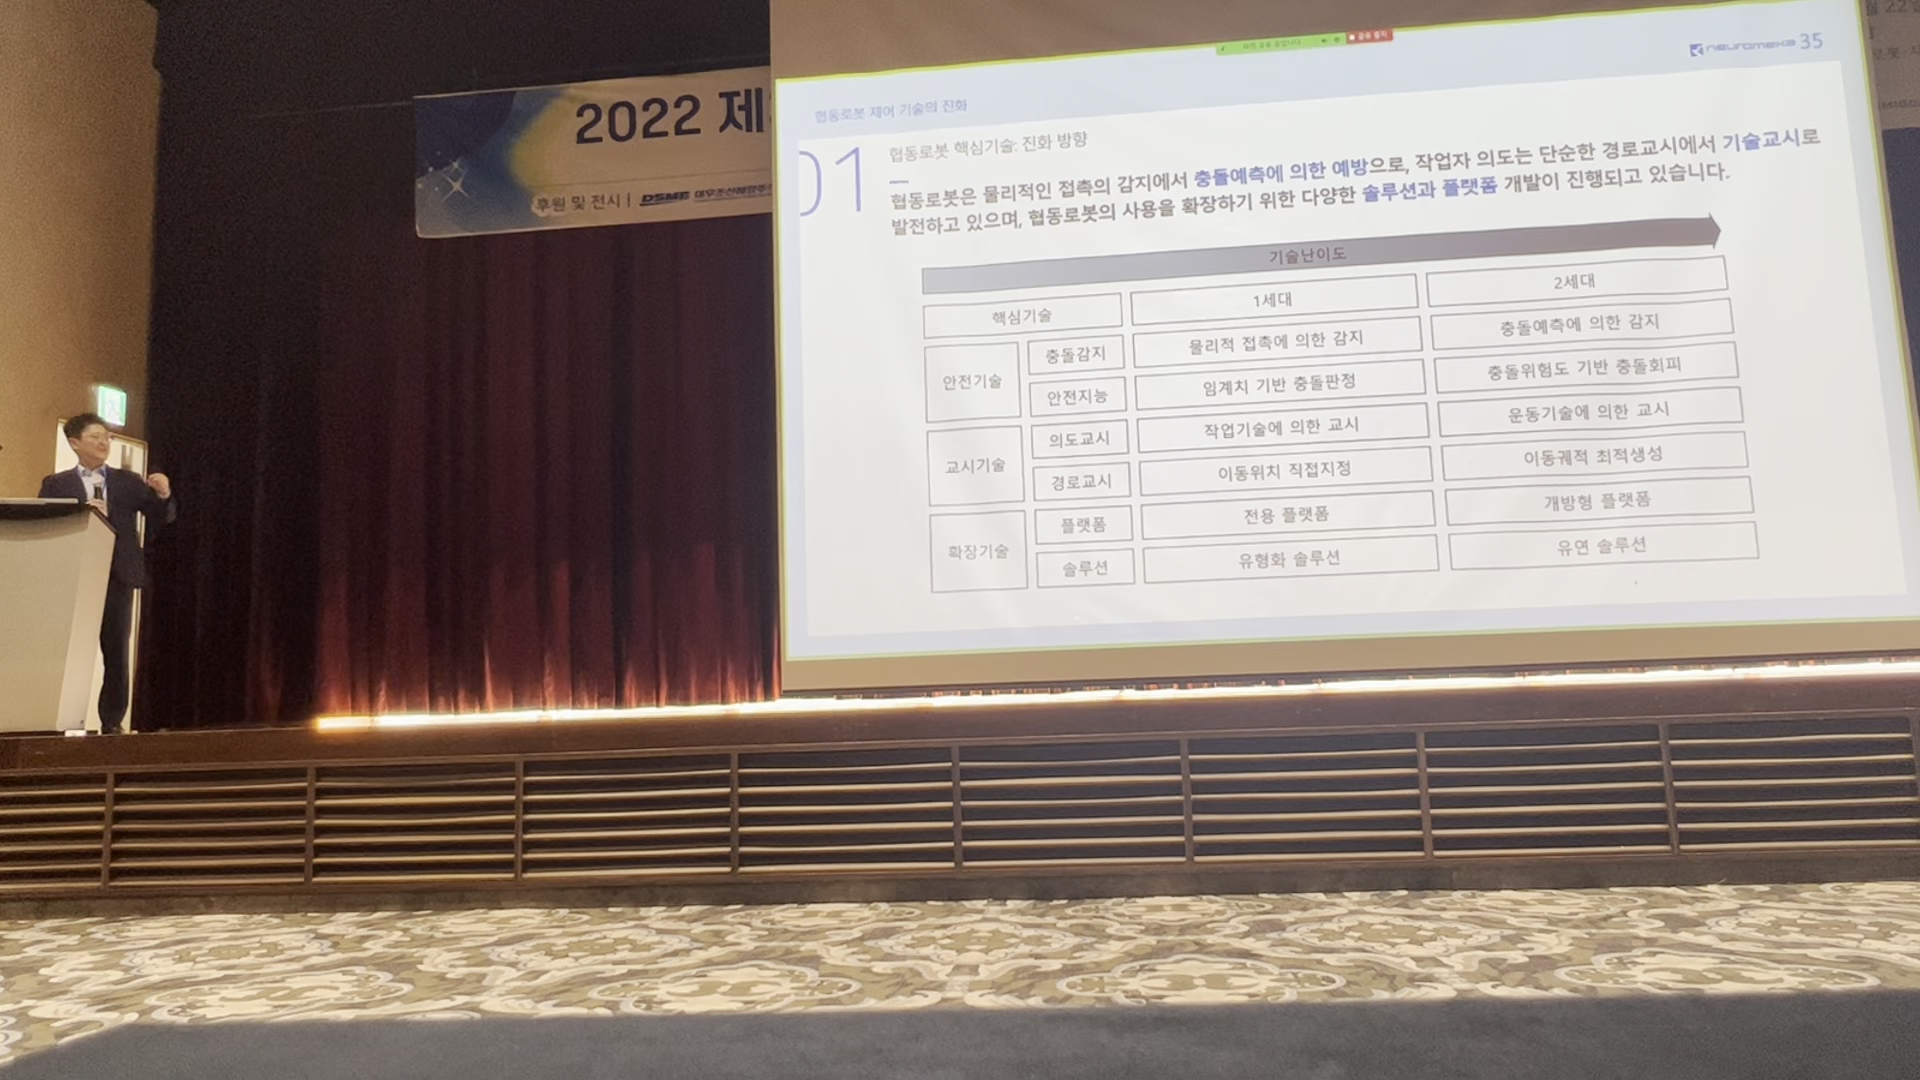 2022 제
후원 및 전시 | DSME 대우조선해양주
neuromeka 35
협동로봇 제어 기술의 진화
01
협동로봇 핵심기술: 진화 방향
협동로봇은 물리적인 접촉의 감지에서 충돌예측에 의한 예방으로, 작업자 의도는 단순한 경로교시에서 기술교시로
발전하고 있으며, 협동로봇의 사용을 확장하기 위한 다양한 솔루션과 플랫폼 개발이 진행되고 있습니다.
기술난이도
핵심기술 1세대 2세대
안전기술
충돌감지 물리적 접촉에 의한 감지 충돌예측에 의한 감지
안전지능 임계치 기반 충돌판정 충돌위험도 기반 충돌회피
교시기술
의도교시 작업기술에 의한 교시 운동기술에 의한 교시
경로교시 이동위치 직접지정 이동궤적 최적생성
확장기술
플랫폼 전용 플랫폼 개방형 플랫폼
솔루션 유형화 솔루션 유연 솔루션